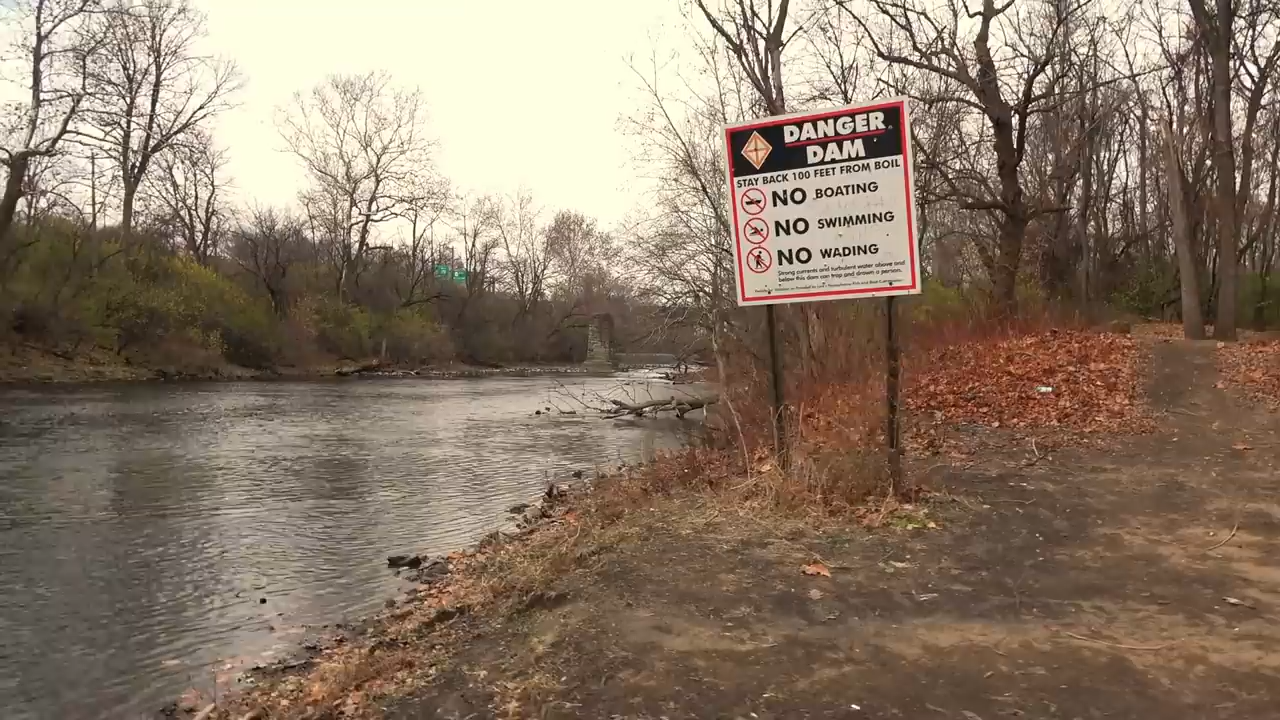 DANGER
DAM
STAY BACK 100 FEET FROM BOIL
NO BOATING
NO SWIMMING
NO WADING
Strong currents and turbulent water above and
below this dam can trap and drown a person.